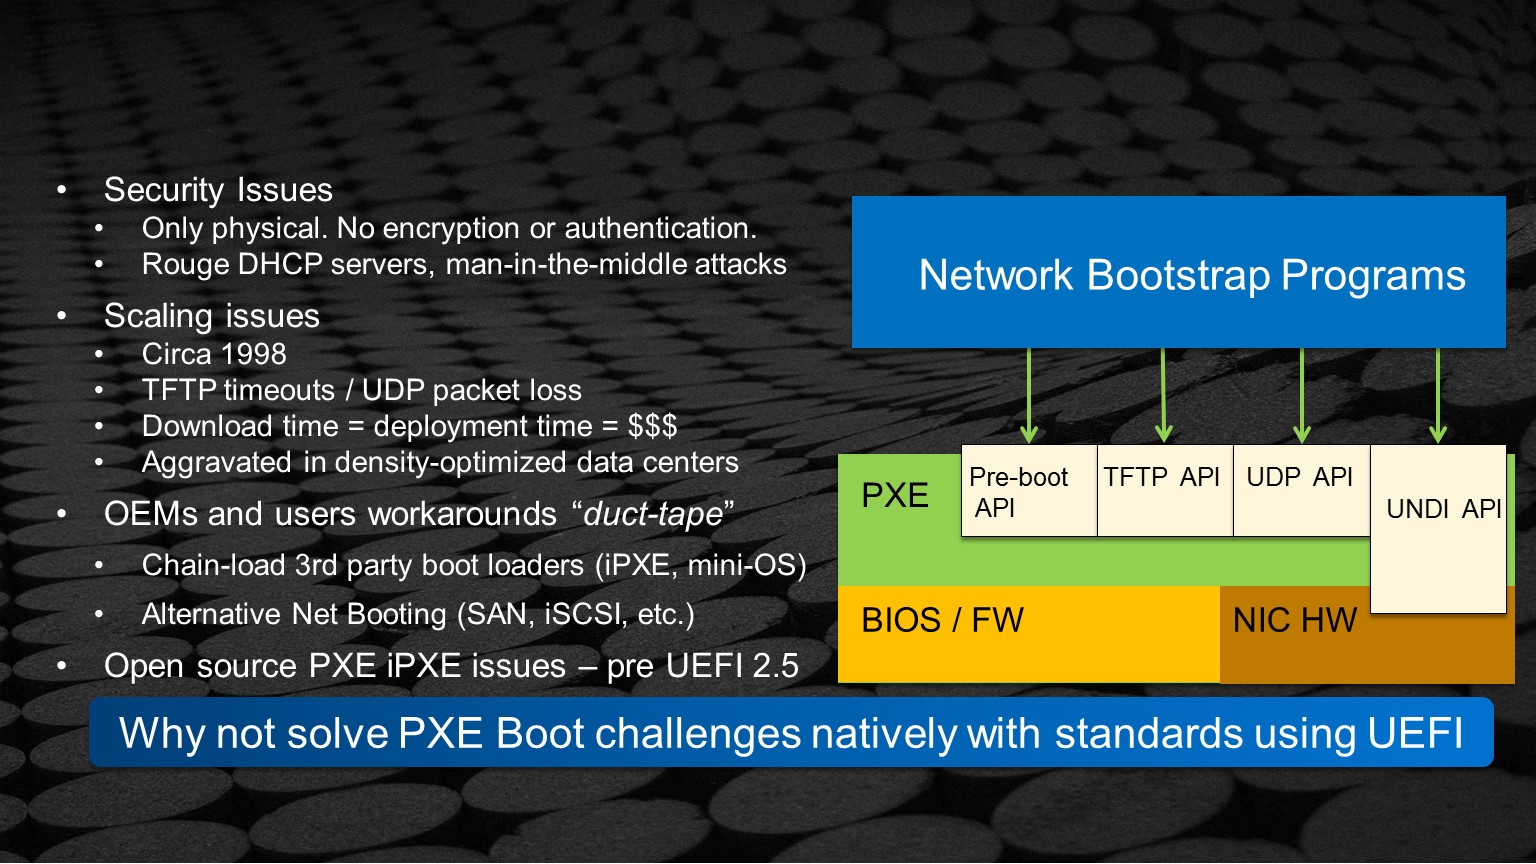 • Security Issues
• Only physical. No encryption or authentication.
• Rouge DHCP servers, man-in-the-middle attacks
• Scaling issues
• Circa 1998
• TFTP timeouts / UDP packet loss
• Download time = deployment time = $$$
• Aggravated in density-optimized data centers
• OEMs and users workarounds “duct-tape”
• Chain-load 3rd party boot loaders (iPXE, mini-OS)
• Alternative Net Booting (SAN, iSCSI, etc.)
• Open source PXE iPXE issues – pre UEFI 2.5
Network Bootstrap Programs
PXE
Pre-boot
API
TFTP API
UDP API
UNDI API
BIOS / FW
NIC HW
Why not solve PXE Boot challenges natively with standards using UEFI